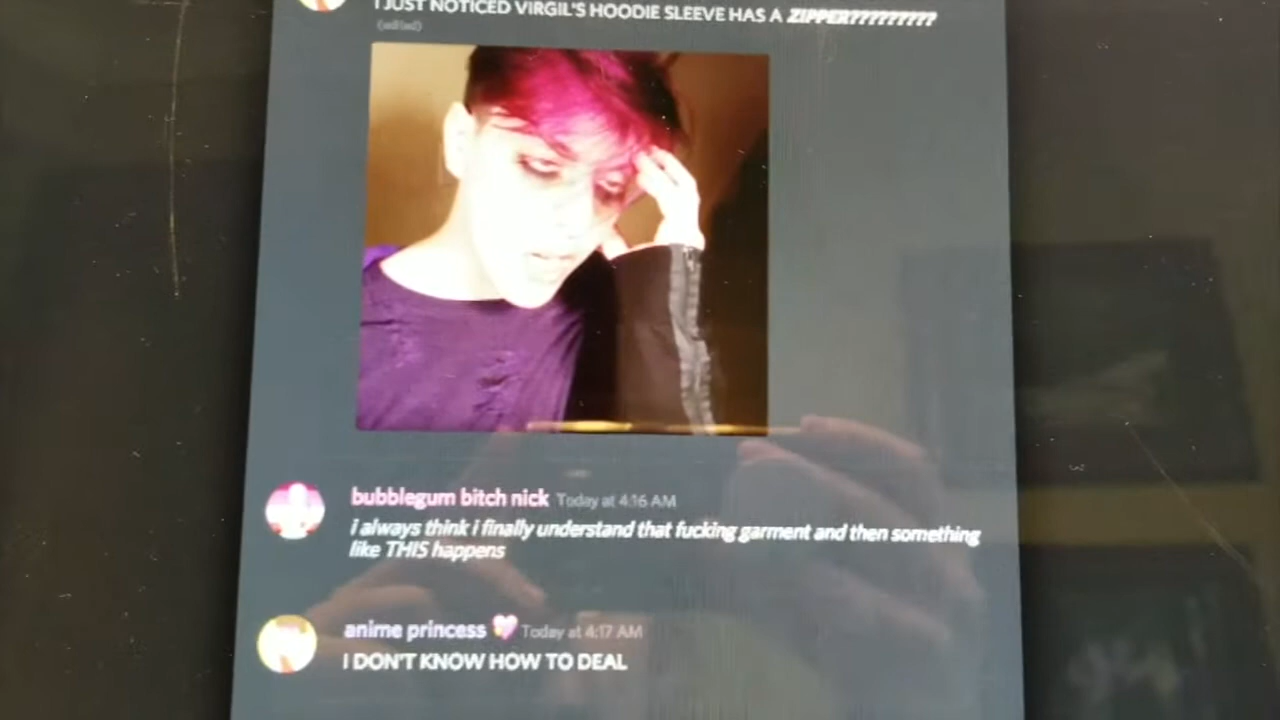 I JUST NOTICED VIRGIL'S HOODIE SLEEVE HAS A ZIPPER?????????
(edited)
bubblegum bitch nick Today at 4:16 AM
i always think i finally understand that fucking garment and then something
like THIS happens
anime princess 💖 Today at 4:17 AM
I DON'T KNOW HOW TO DEAL